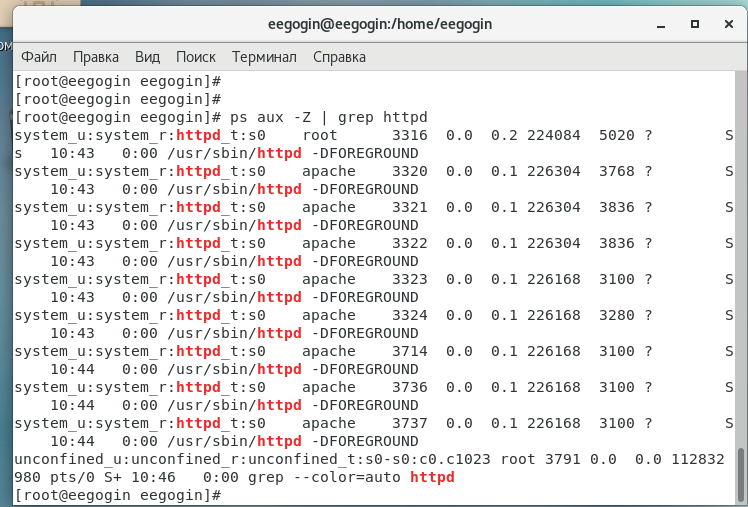 eegogin@eegogin:/home/eegogin
Файл Правка Вид Поиск Терминал Справка
[root@eegogin eegogin]#
[root@eegogin eegogin]#
[root@eegogin eegogin]# ps aux -Z | grep httpd
system_u:system_r:httpd_t:s0    root      3316  0.0  0.2 224084  5020 ?        S
s   10:43   0:00 /usr/sbin/httpd -DFOREGROUND
system_u:system_r:httpd_t:s0    apache    3320  0.0  0.1 226304  3768 ?        S
    10:43   0:00 /usr/sbin/httpd -DFOREGROUND
system_u:system_r:httpd_t:s0    apache    3321  0.0  0.1 226304  3836 ?        S
    10:43   0:00 /usr/sbin/httpd -DFOREGROUND
system_u:system_r:httpd_t:s0    apache    3322  0.0  0.1 226304  3836 ?        S
    10:43   0:00 /usr/sbin/httpd -DFOREGROUND
system_u:system_r:httpd_t:s0    apache    3323  0.0  0.1 226168  3100 ?        S
    10:43   0:00 /usr/sbin/httpd -DFOREGROUND
system_u:system_r:httpd_t:s0    apache    3324  0.0  0.1 226168  3280 ?        S
    10:43   0:00 /usr/sbin/httpd -DFOREGROUND
system_u:system_r:httpd_t:s0    apache    3714  0.0  0.1 226168  3100 ?        S
    10:44   0:00 /usr/sbin/httpd -DFOREGROUND
system_u:system_r:httpd_t:s0    apache    3736  0.0  0.1 226168  3100 ?        S
    10:44   0:00 /usr/sbin/httpd -DFOREGROUND
system_u:system_r:httpd_t:s0    apache    3737  0.0  0.1 226168  3100 ?        S
    10:44   0:00 /usr/sbin/httpd -DFOREGROUND
unconfined_u:unconfined_r:unconfined_t:s0-s0:c0.c1023 root 3791 0.0  0.0 112832
980 pts/0 S+ 10:46   0:00 grep --color=auto httpd
[root@eegogin eegogin]#